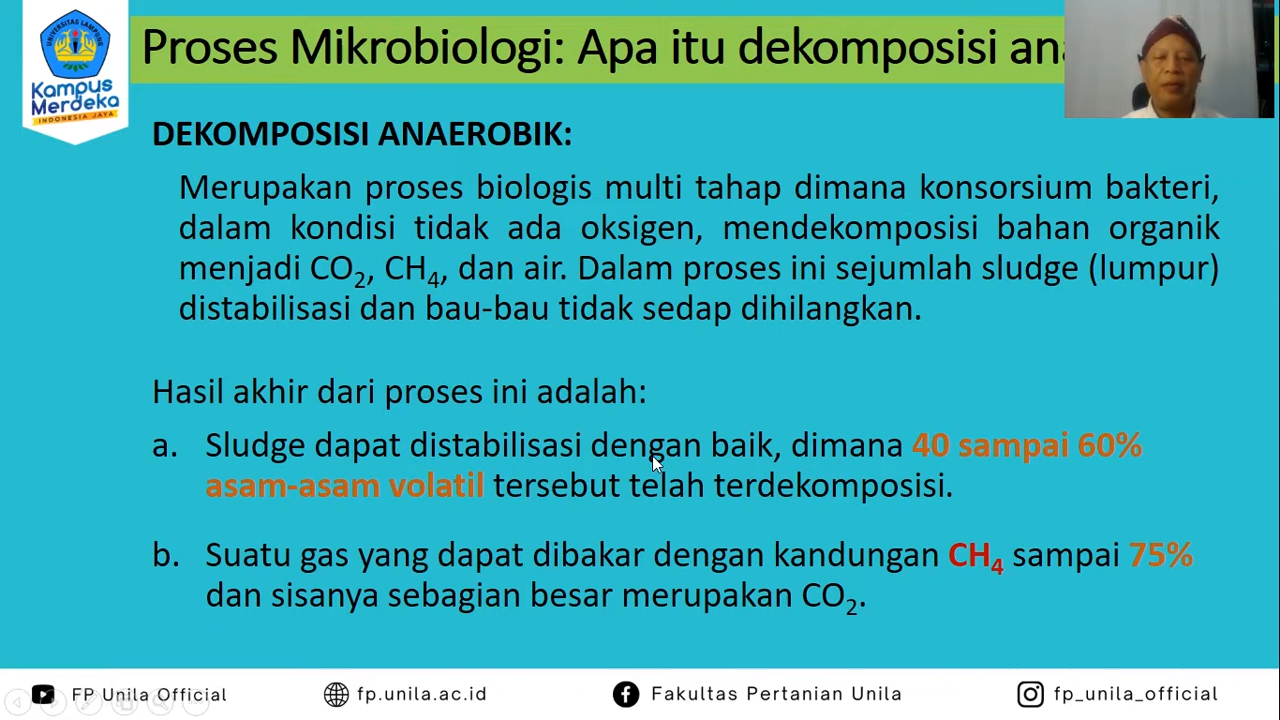 UNIVERSITAS LAMPUNG
Kampus
Merdeka
INDONESIA JAYA
Proses Mikrobiologi: Apa itu dekomposisi
DEKOMPOSISI ANAEROBIK:
Merupakan proses biologis multi tahap dimana konsorsium bakteri,
dalam kondisi tidak ada oksigen, mendekomposisi bahan organik
menjadi CO₂, CH₄, dan air. Dalam proses ini sejumlah sludge (lumpur)
distabilisasi dan bau-bau tidak sedap dihilangkan.
Hasil akhir dari proses ini adalah:
a. Sludge dapat distabilisasi dengan baik, dimana 40 sampai 60%
asam-asam volatil tersebut telah terdekomposisi.
b. Suatu gas yang dapat dibakar dengan kandungan CH₄ sampai 75%
dan sisanya sebagian besar merupakan CO₂.
FP Unila Official
fp.unila.ac.id
Fakultas Pertanian Unila
fp_unila_official